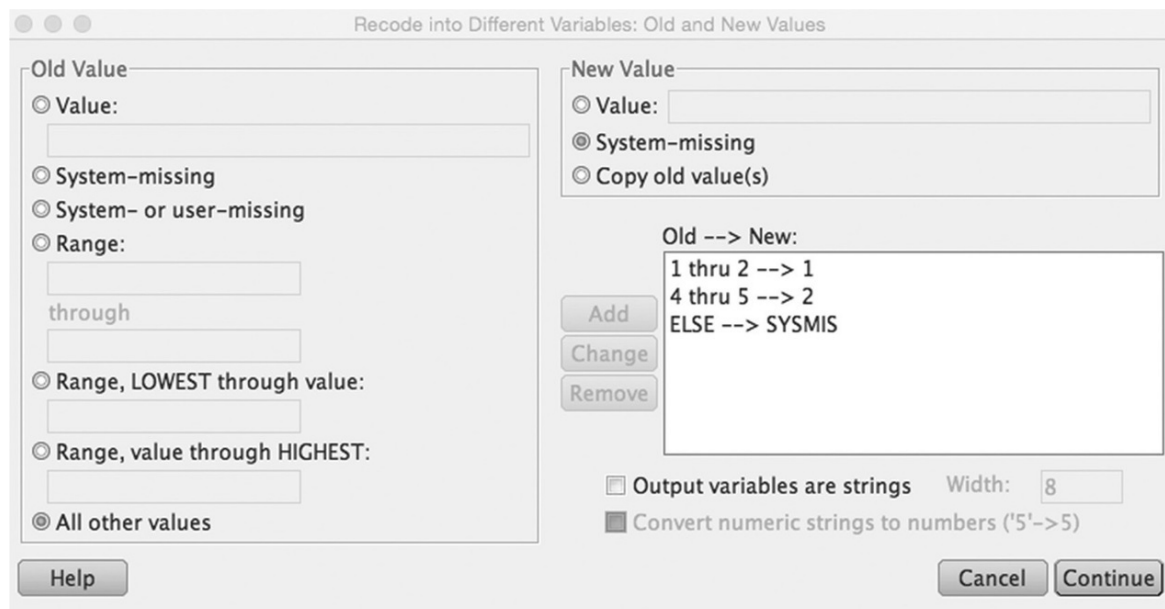 Recode into Different Variables: Old and New Values
Old Value
Value:
System-missing
System- or user-missing
Range:
through
Range, LOWEST through value:
Range, value through HIGHEST:
All other values
New Value
Value:
System-missing
Copy old value(s)
Old --> New:
1 thru 2 --> 1
4 thru 5 --> 2
ELSE --> SYSMIS
Add
Change
Remove
Output variables are strings Width: 8
Convert numeric strings to numbers ('5'->5)
Help
Cancel
Continue